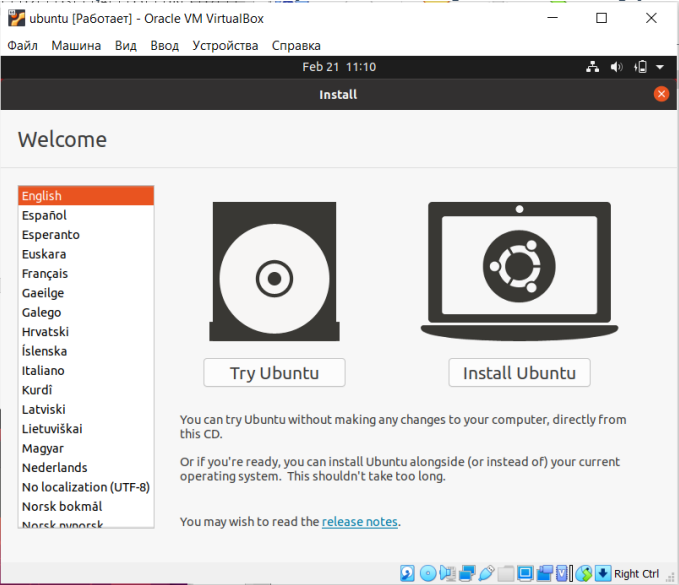 ubuntu [Работает] - Oracle VM VirtualBox
Файл Машина Вид Ввод Устройства Справка
Feb 21 11:10
Install
Welcome
English
Español
Esperanto
Euskara
Français
Gaeilge
Galego
Hrvatski
Íslenska
Italiano
Kurdî
Latviski
Lietuviškai
Magyar
Nederlands
No localization (UTF-8)
Norsk bokmål
Norsk nynorsk
Try Ubuntu
Install Ubuntu
You can try Ubuntu without making any changes to your computer, directly from
this CD.
Or if you're ready, you can install Ubuntu alongside (or instead of) your current
operating system. This shouldn't take too long.
You may wish to read the release notes.
Right Ctrl